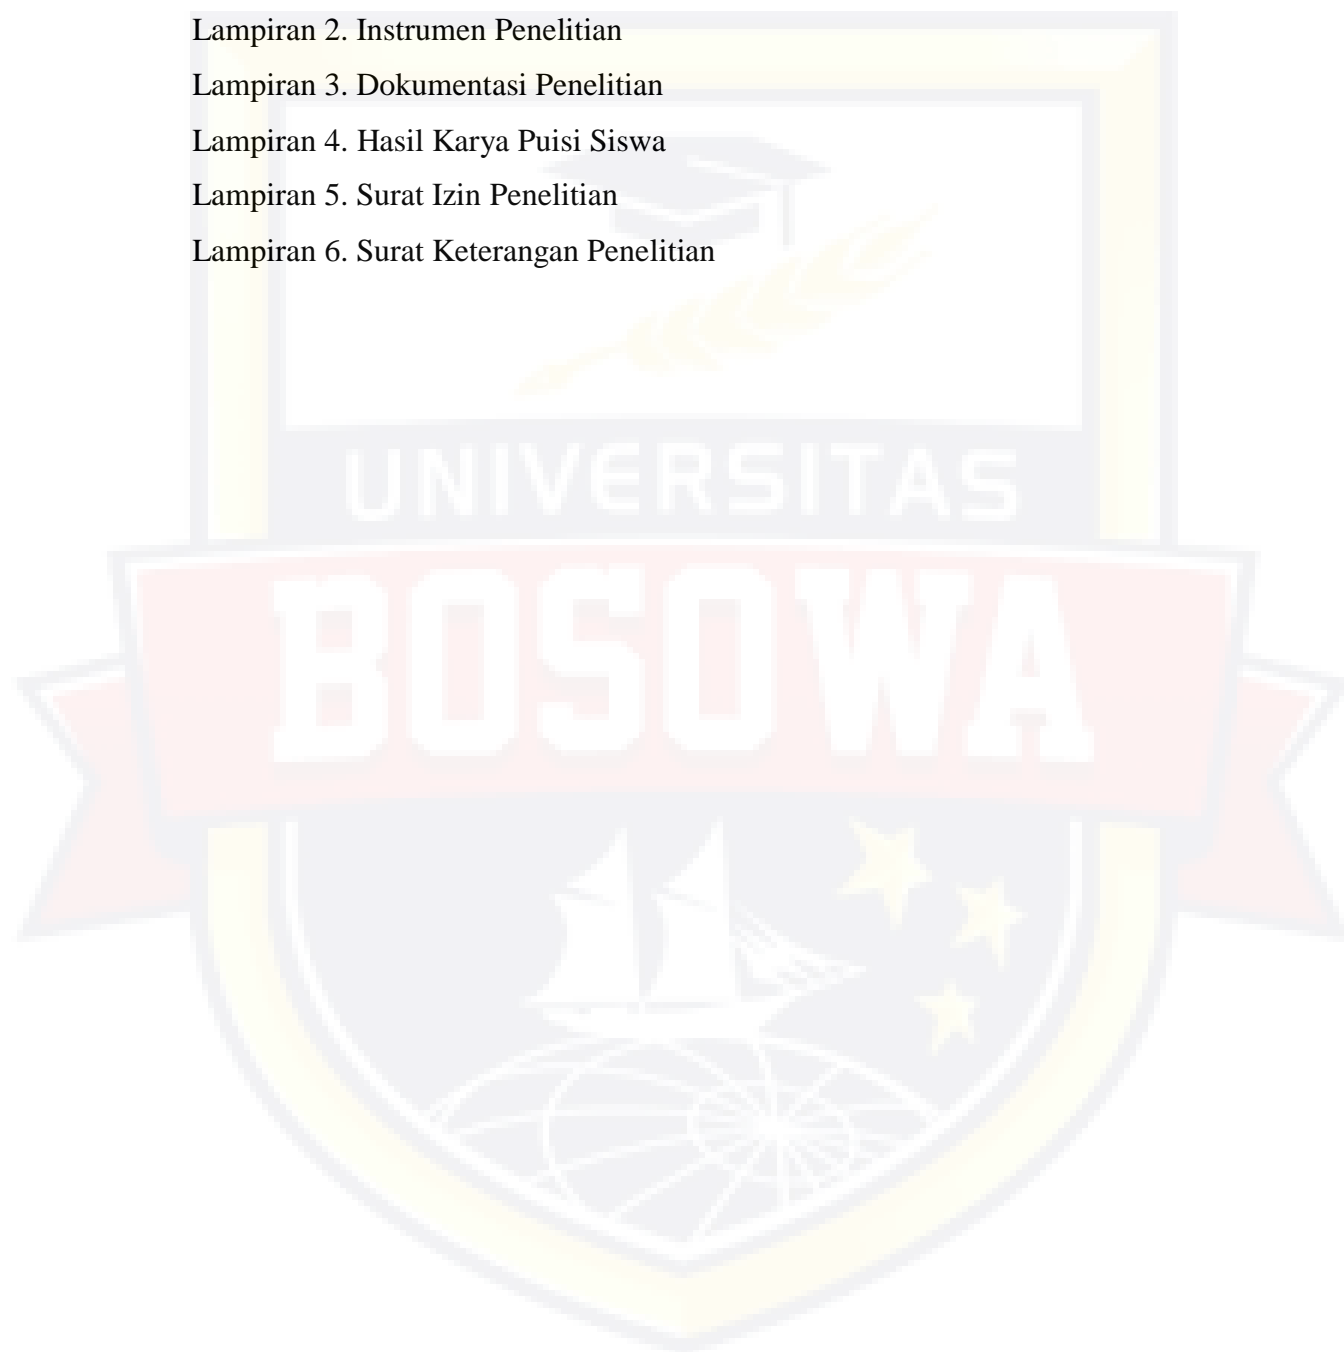 Lampiran 2. Instrumen Penelitian
Lampiran 3. Dokumentasi Penelitian
Lampiran 4. Hasil Karya Puisi Siswa
Lampiran 5. Surat Izin Penelitian
Lampiran 6. Surat Keterangan Penelitian
UNIVERSITAS
BOSOWA